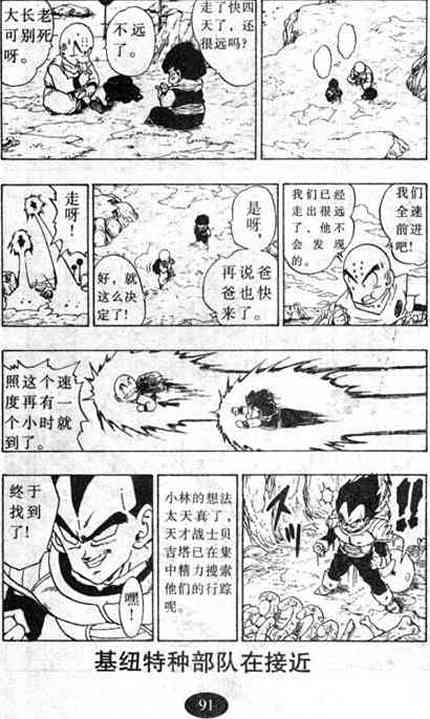 走了快四
天了，还
很远吗？
不远
了。
大长老
可别死
呀。
我们
全速
前进
吧！
我们已经
走出很远
了，不会发现
的。
是
呀，
再说爸
爸也快
来了。
好，就
这么决
定了！
走
呀！
照这个速
度再有一
个小时就
到了。
小林的想法
太天真了，
天才战士贝
吉塔已在集
中精力搜索
他们的行踪
呢。
终于
找到
了！
嘿！
基纽特种部队在接近
91